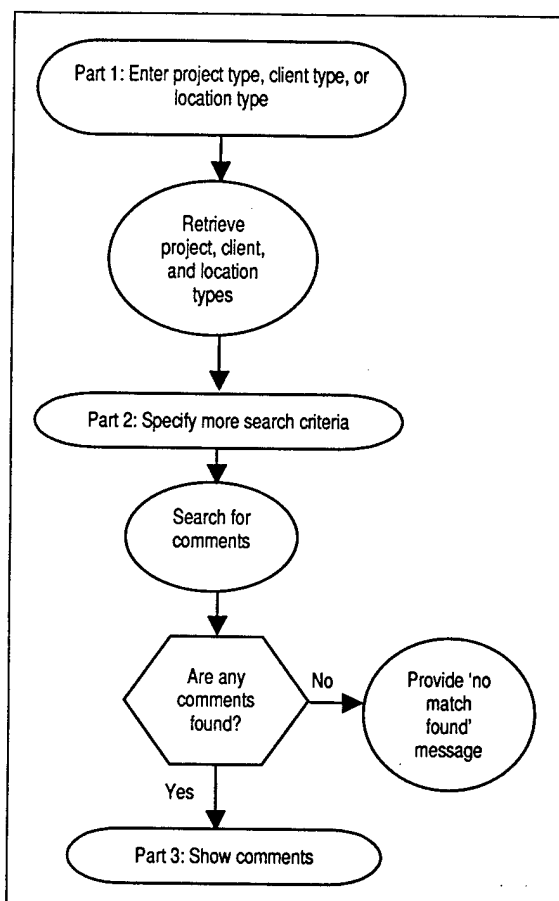 Part 1: Enter project type, client type, or
location type
Retrieve
project, client,
and location
types
Part 2: Specify more search criteria
Search for
comments
Are any
comments
found?
No
Provide 'no
match
found'
message
Yes
Part 3: Show comments